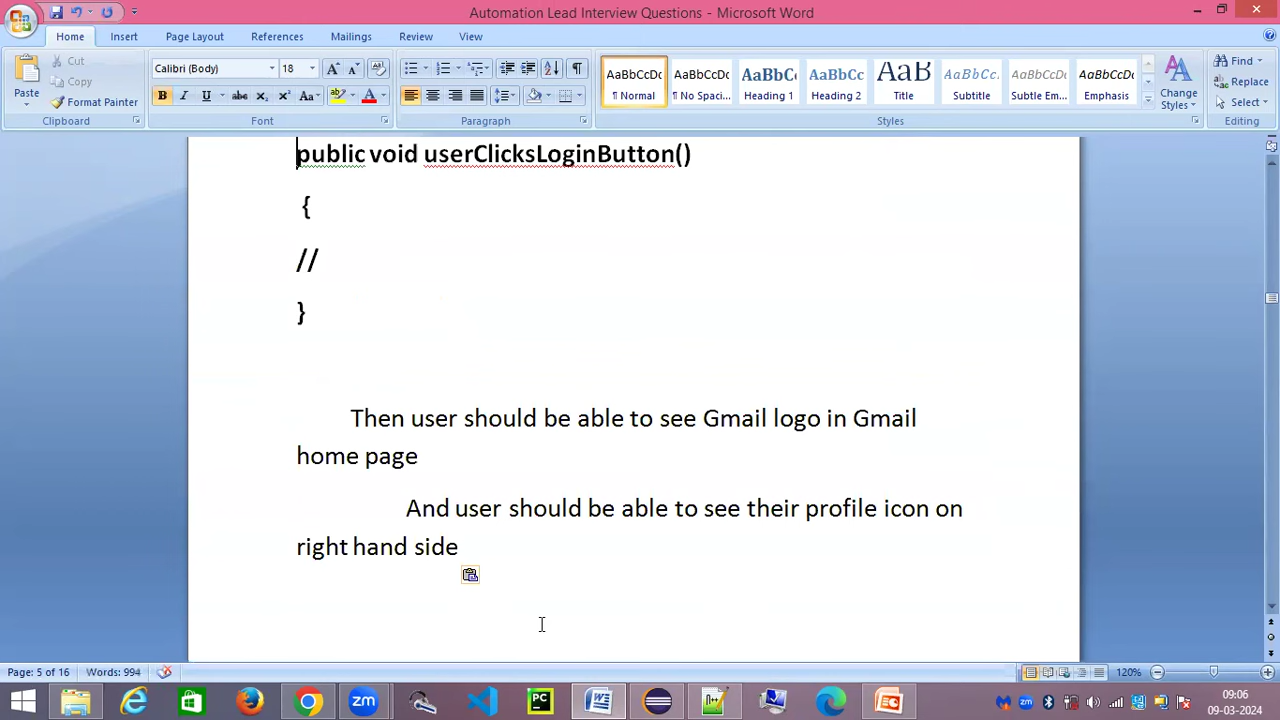 Automation Lead Interview Questions - Microsoft Word
Home Insert Page Layout References Mailings Review View
Cut
Copy
Format Painter
Paste
Clipboard
Calibri (Body) 18
Font
Paragraph
AaBbCcDc AaBbCcDc AaBbC AaBbCc AaB AaBbCc. AaBbCcDc AaBbCcDc
¶ Normal ¶ No Spaci... Heading 1 Heading 2 Title Subtitle Subtle Em... Emphasis
Change Styles
Styles
Find
Replace
Select
Editing
public void userClicksLoginButton()
{
//
}
Then user should be able to see Gmail logo in Gmail
home page
And user should be able to see their profile icon on
right hand side
Page: 5 of 16 Words: 994 120%
09:06
09-03-2024